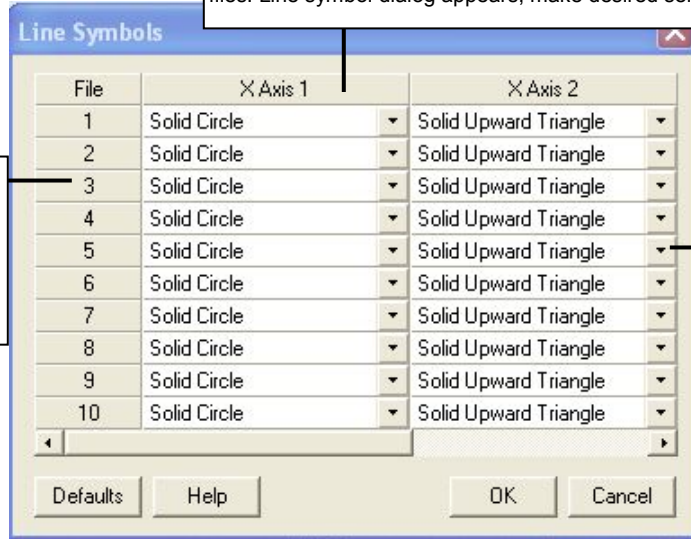 files. Line symbol dialog appears; make desired
Line Symbols
File X Axis 1 X Axis 2
1 Solid Circle Solid Upward Triangle
2 Solid Circle Solid Upward Triangle
3 Solid Circle Solid Upward Triangle
4 Solid Circle Solid Upward Triangle
5 Solid Circle Solid Upward Triangle
6 Solid Circle Solid Upward Triangle
7 Solid Circle Solid Upward Triangle
8 Solid Circle Solid Upward Triangle
9 Solid Circle Solid Upward Triangle
10 Solid Circle Solid Upward Triangle
Defaults Help OK Cancel